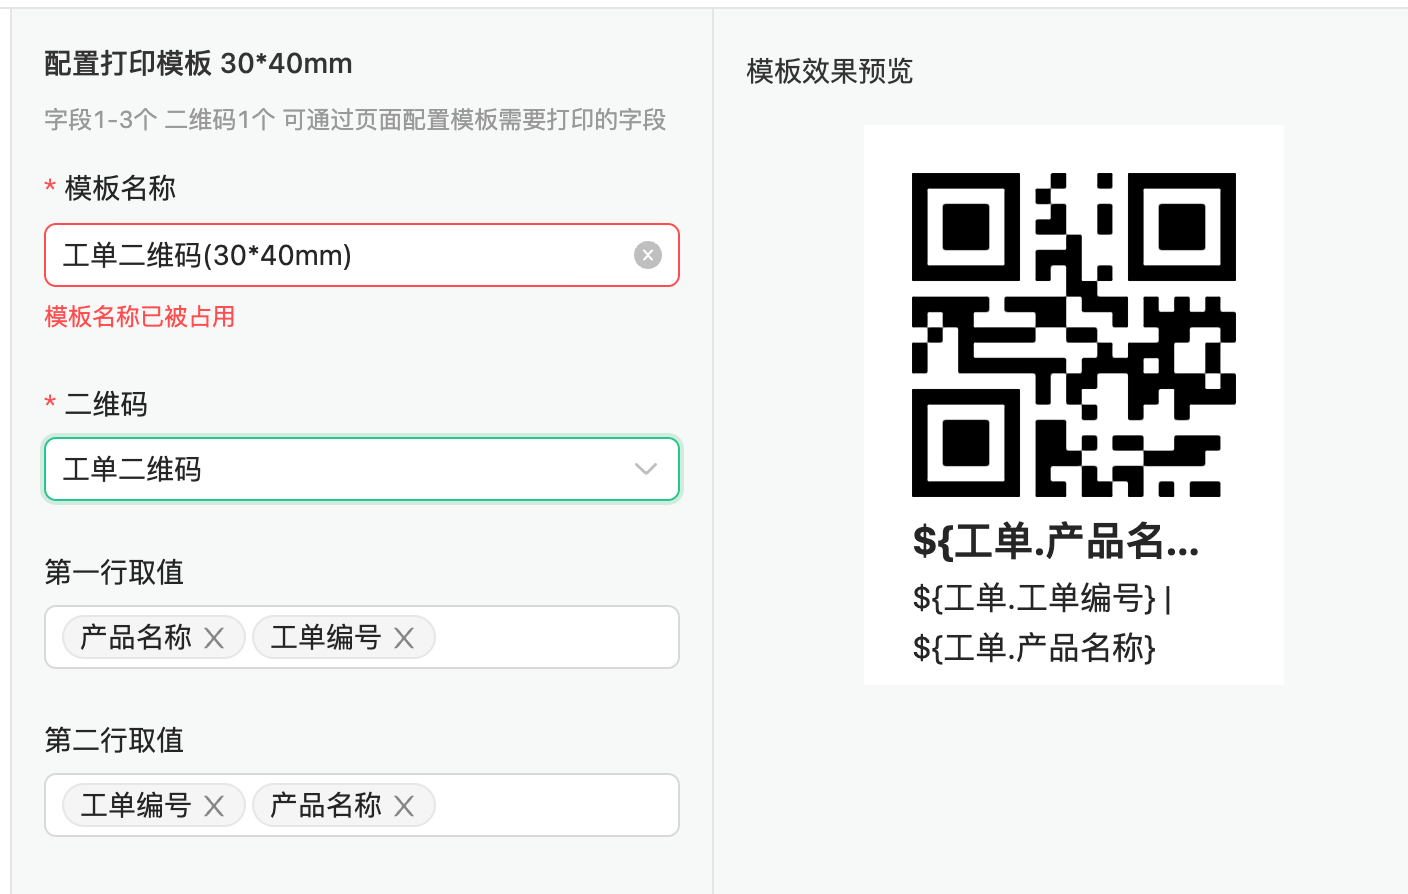 配置打印模板 30*40mm
字段1-3个 二维码1个 可通过页面配置模板需要打印的字段
* 模板名称
工单二维码(30*40mm)
模板名称已被占用
* 二维码
工单二维码
第一行取值
产品名称 X 工单编号 X
第二行取值
工单编号 X 产品名称 X
模板效果预览
${工单.产品名...
${工单.工单编号} |
${工单.产品名称}